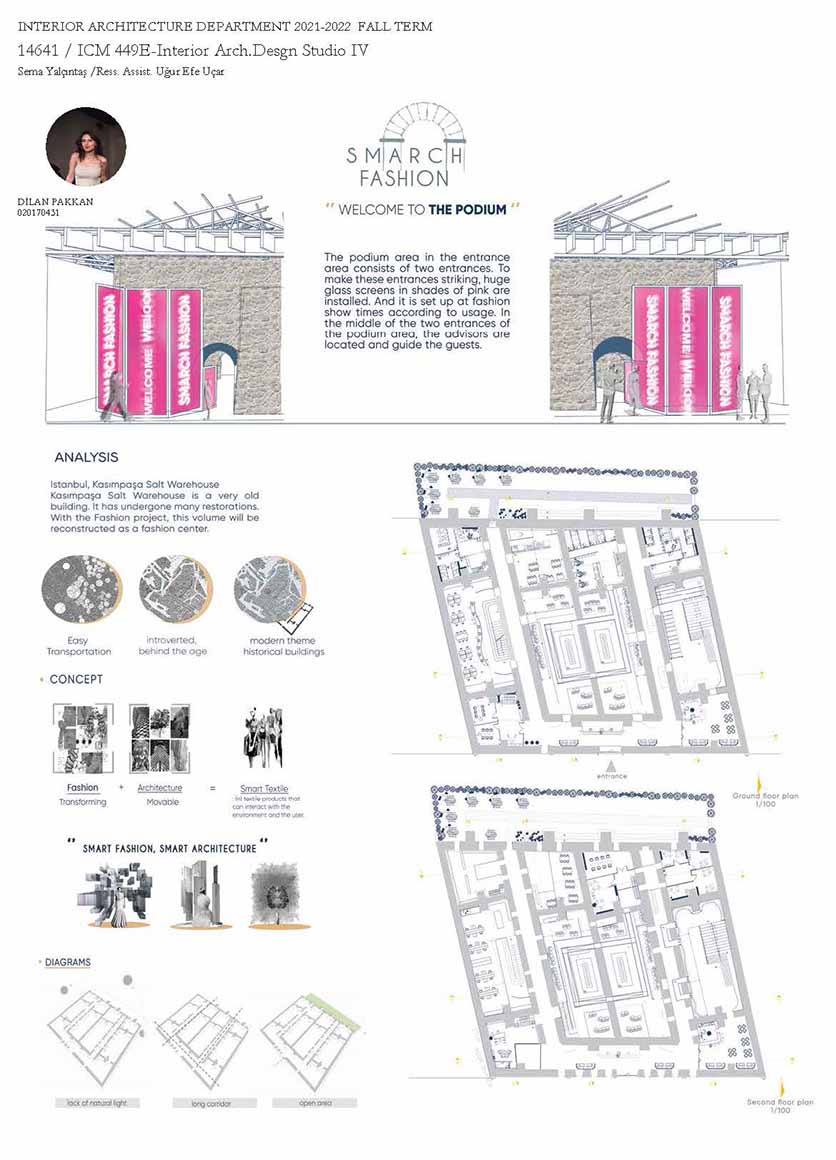 INTERIOR ARCHITECTURE DEPARTMENT 2021-2022 FALL TERM
14641 / ICM 449E-Interior Arch.Desgn Studio IV
Sema Yalçıntaş /Ress. Assist. Uğur Efe Uçar
DILAN PAKKAN
020170431
SMARCH
FASHION
" WELCOME TO THE PODIUM "
The podium area in the entrance
area consists of two entrances. To
make these entrances striking, huge
glass screens in shades of pink are
installed. And it is set up at fashion
show times according to usage. In
the middle of the two entrances of
the podium area, the advisors are
located and guide the guests.
SMARCH FASHION
WELLCOME
SMARCH FASHION
SMARCH FASHION
WELLCOME
SMARCH FASHION
ANALYSIS
Istanbul, Kasımpaşa Salt Warehouse
Kasımpaşa Salt Warehouse is a very old
building. It has undergone many restorations.
With the Fashion project, this volume will be
reconstructed as a fashion center.
Easy
Transportation
introverted,
behind the age
modern theme
historical buildings
CONCEPT
Fashion + Architecture = Smart Textile
Transforming
Movable
: (n) textile products that
can interact with the
environment and the user.
" SMART FASHION, SMART ARCHITECTURE "
DIAGRAMS
lack of natural light
long corridor
open area
entrance
Ground floor plan
1/100
Second floor plan
1/100